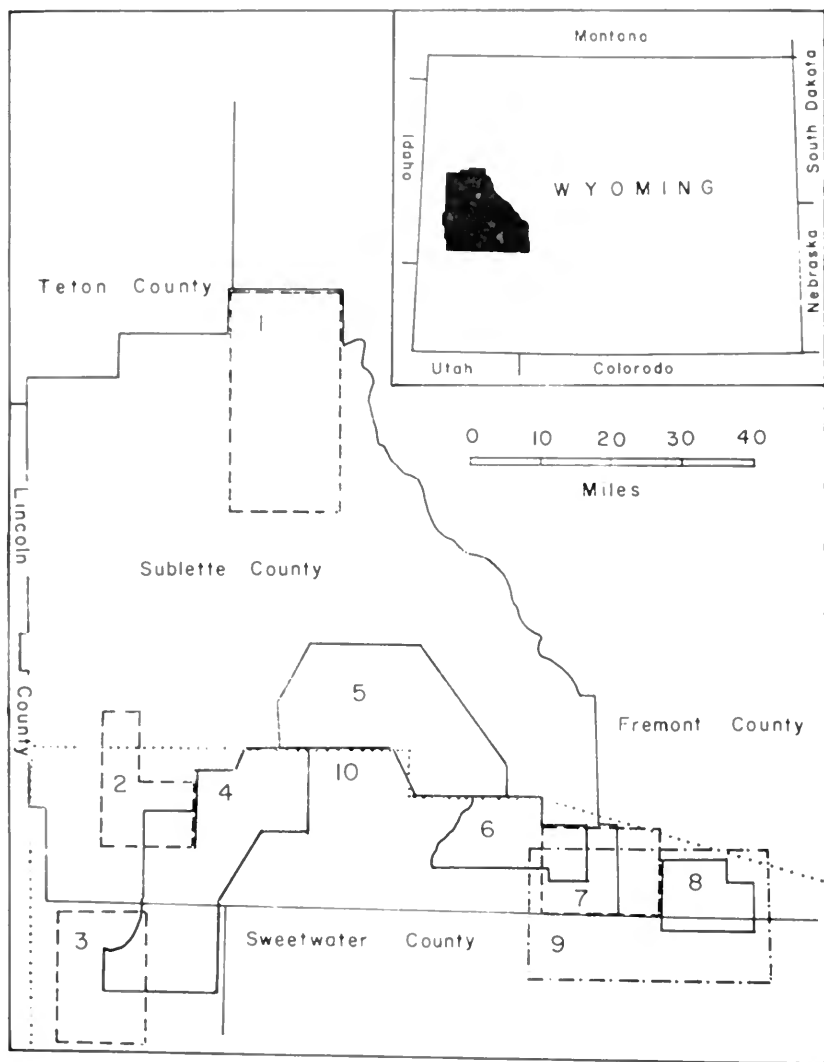 Montana
South Dakota
Idaho
WYOMING
Nebraska
Utah
Colorado
Teton County
1
0 10 20 30 40
Miles
Lincoln County
Sublette County
5
Fremont County
2
4
10
6
7
8
3
Sweetwater County
9